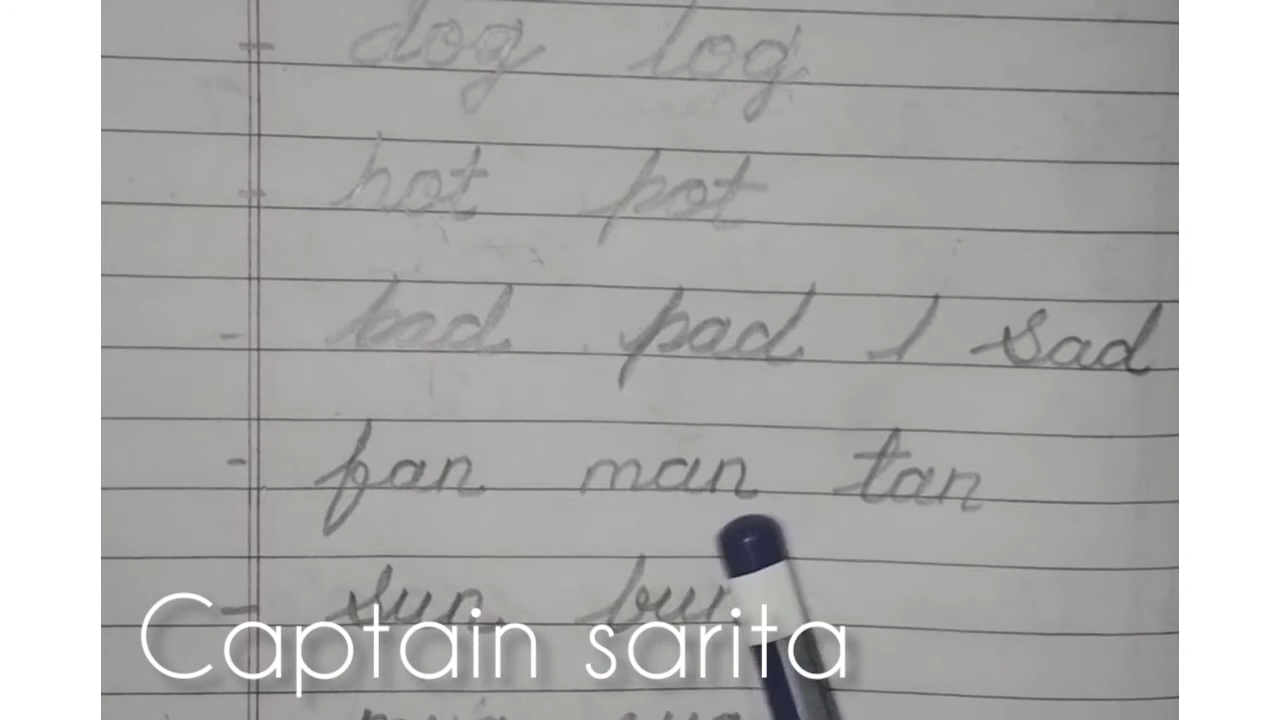 dog log
hot pot
bad pad / sad
fan man tan
sun
Captain sarita